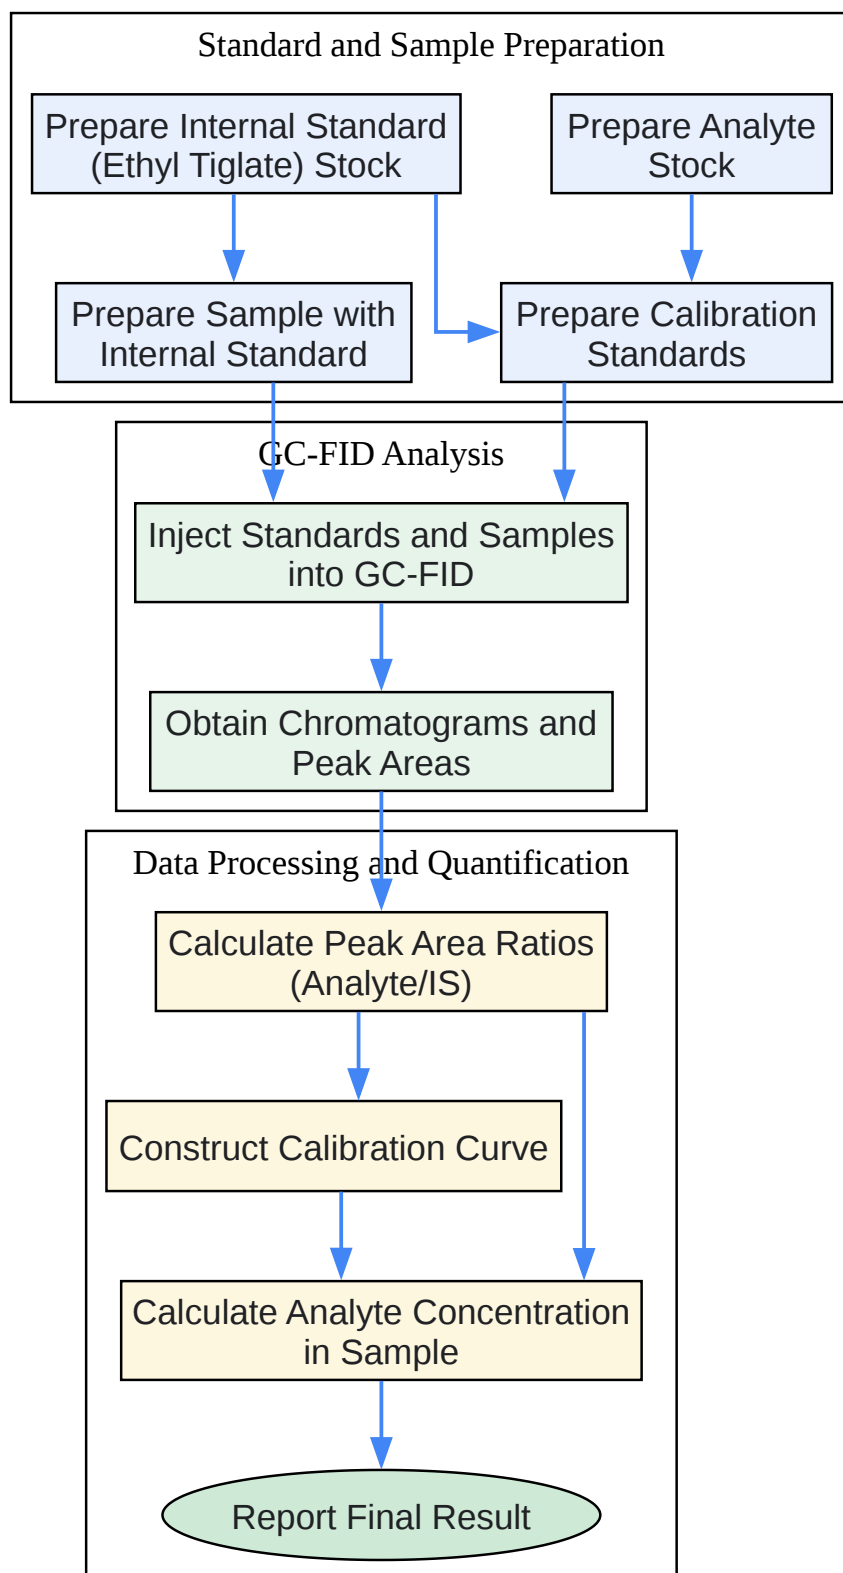 Standard and Sample Preparation
Prepare Internal Standard
(Ethyl Tiglate) Stock
Prepare Analyte
Stock
Prepare Sample with
Internal Standard
Prepare Calibration
Standards
GC-FID Analysis
Inject Standards and Samples
into GC-FID
Obtain Chromatograms and
Peak Areas
Data Processing and Quantification
Calculate Peak Area Ratios
(Analyte/IS)
Construct Calibration Curve
Calculate Analyte Concentration
in Sample
Report Final Result